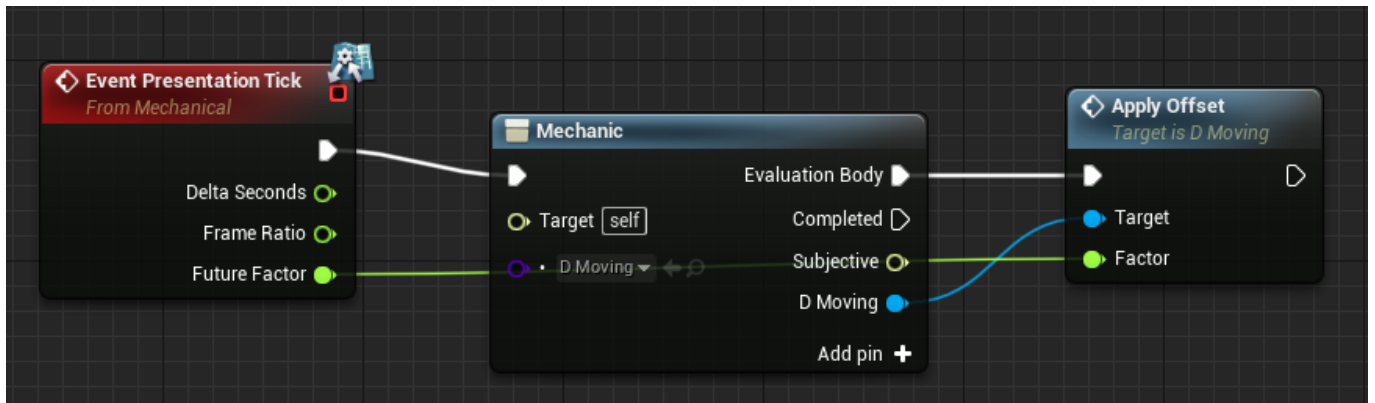 Event Presentation Tick
From Mechanical
Delta Seconds
Frame Ratio
Future Factor
Mechanic
Evaluation Body
Target self
Completed
D Moving
Subjective
D Moving
Add pin
Apply Offset
Target is D Moving
Target
Factor